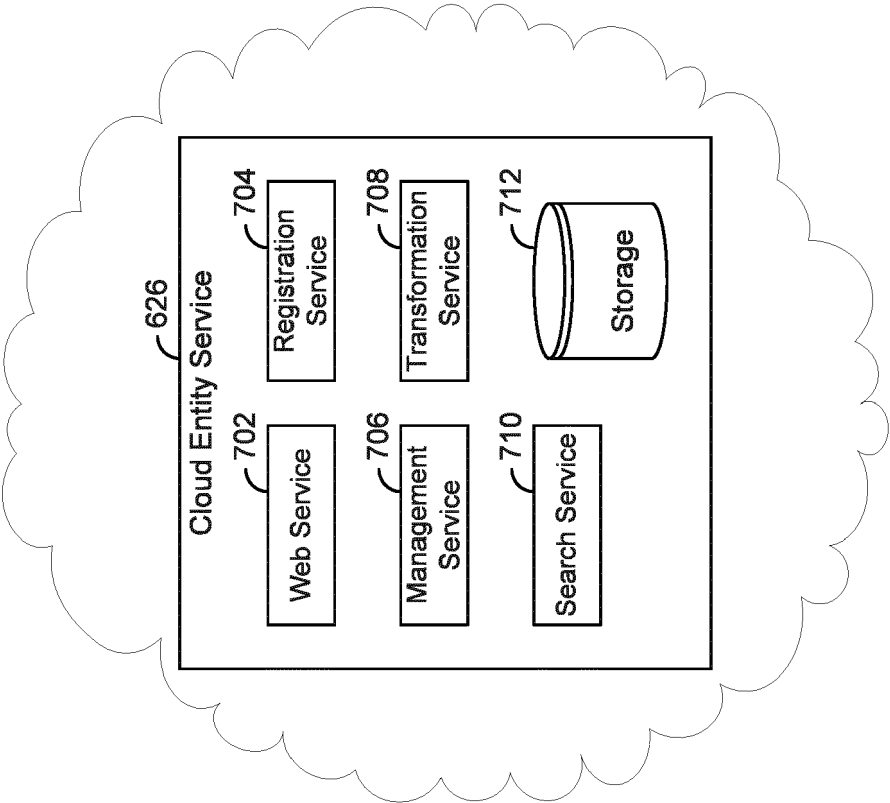 626
Cloud Entity Service
702
Web Service
704
Registration
Service
706
Management
Service
708
Transformation
Service
710
Search Service
712
Storage